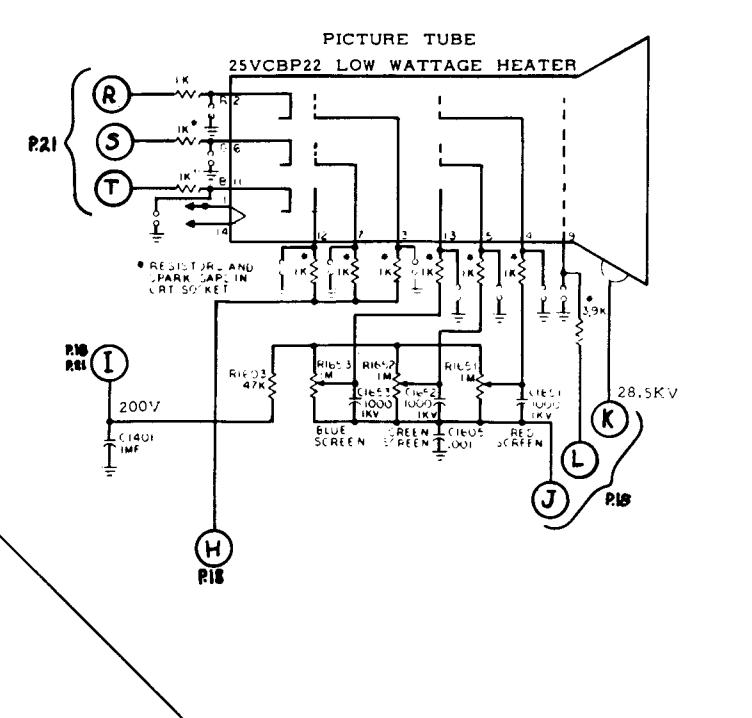 PICTURE TUBE
25VCBP22 LOW WATTAGE HEATER
1K
R
R 2
P.21
S
1K*
G 6
T
1K*
B 11
1
14
12
7
3
13
5
4
9
* RESISTORS AND
SPARK GAPS IN
CRT SOCKET
*
1K
*
1K
*
1K
*
1K
*
1K
*
1K
*
3.9K
P.18
P.21
I
R1603
47K
R1653
1M
R1652
1M
R1651
1M
28.5KV
200V
C1653
1000
1KV
C1652
1000
1KV
C1651
1000
1KV
K
C1401
1MF
BLUE
SCREEN
GREEN
SCREEN
C1605
.001
RED
SCREEN
L
J
P.18
H
P.18